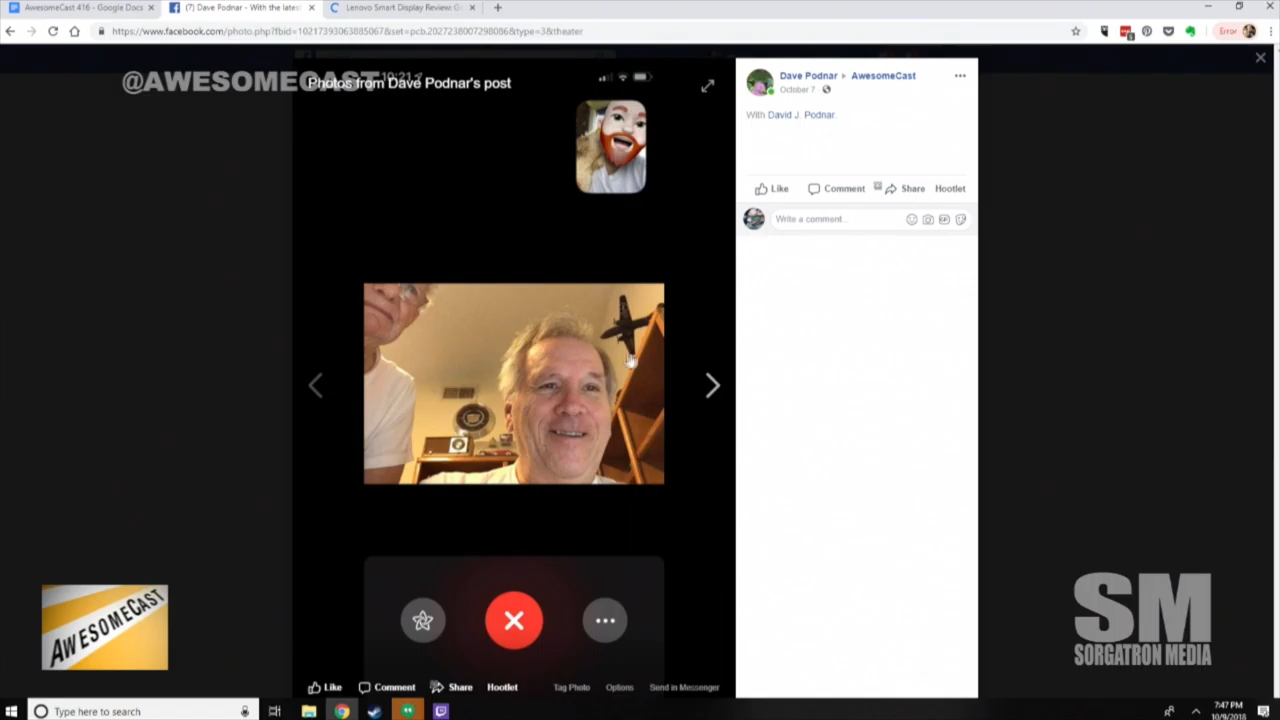 AwesomeCast 416 - Google Docs
(7) Dave Podnar - With the latest
Lenovo Smart Display Review: G
https://www.facebook.com/photo.php?fbid=10217393063885067&set=pcb.20272380072980868&type=3&theater
Error
@AWESOMECAST
Photos from Dave Podnar's post
Dave Podnar ▸ AwesomeCast
October 7
With David J. Podnar.
Like Comment Share Hootlet
Write a comment...
AWESOMECAST
SM
SORGATRON MEDIA
Like Comment Share Hootlet Tag Photo Options Send in Messenger
Type here to search
7:47 PM
10/9/2018